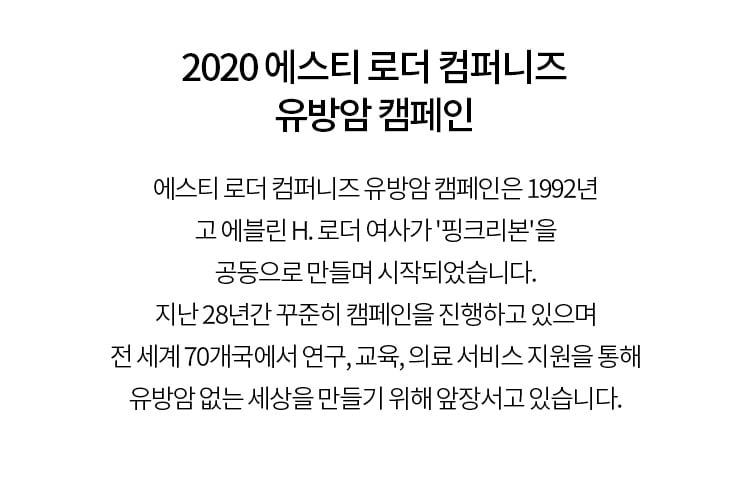 2020 에스티 로더 컴퍼니즈
유방암 캠페인
에스티 로더 컴퍼니즈 유방암 캠페인은 1992년
고 에블린 H. 로더 여사가 '핑크리본'을
공동으로 만들며 시작되었습니다.
지난 28년간 꾸준히 캠페인을 진행하고 있으며
전 세계 70개국에서 연구, 교육, 의료 서비스 지원을 통해
유방암 없는 세상을 만들기 위해 앞장서고 있습니다.